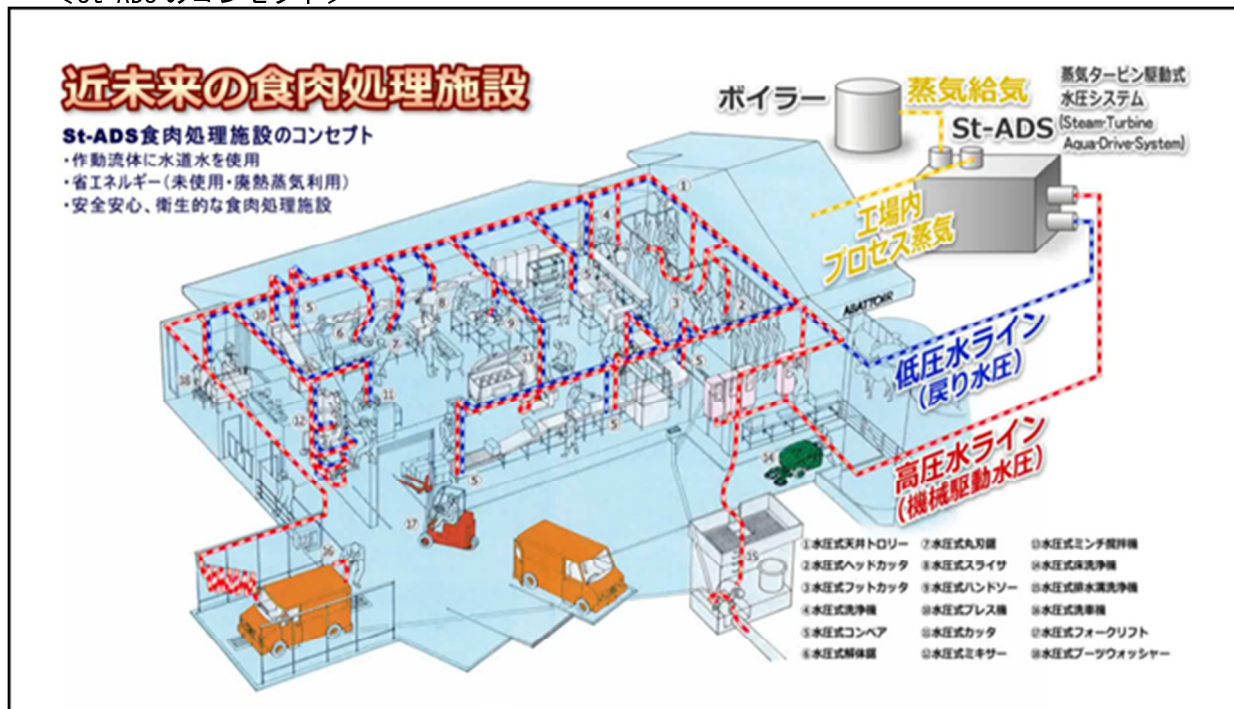 近未来の食肉処理施設
St-ADS食肉処理施設のコンセプト
・作動流体に水道水を使用
・省エネルギー(未使用・廃熱蒸気利用)
・安全安心、衛生的な食肉処理施設
ボイラー
蒸気給気
St-ADS
蒸気タービン駆動式
水圧システム
(Steam-Turbine
Aqua-Drive-System)
工場内
プロセス蒸気
ABATTOIR
低圧水ライン
(戻り水圧)
高圧水ライン
(機械駆動水圧)
①水圧式天井トロリー
②水圧式ヘッドカッタ
③水圧式フットカッタ
④水圧式洗浄機
⑤水圧式コンベア
⑥水圧式解体鋸
⑦水圧式丸刃鋸
⑧水圧式スライサ
⑨水圧式ハンドソー
⑩水圧式プレス機
⑪水圧式カッタ
⑫水圧式ミキサー
⑬水圧式ミンチ撹拌機
⑭水圧式床洗浄機
⑮水圧式排水溝洗浄機
⑯水圧式洗車機
⑰水圧式フォークリフト
⑱水圧式ブーツウォッシャー